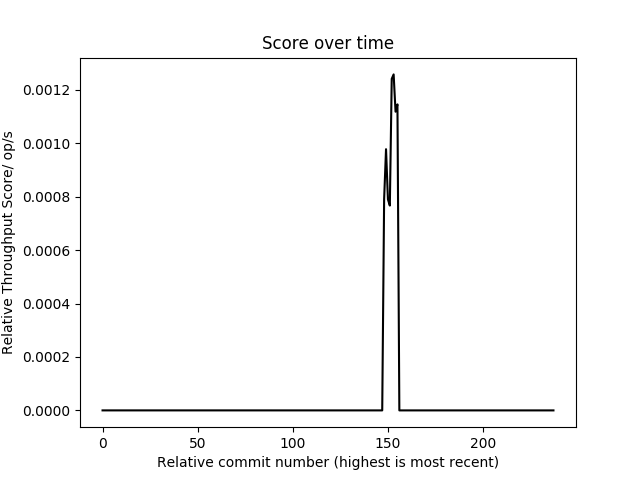 Score over time
Relative Throughput Score/ op/s
0.0012
0.0010
0.0008
0.0006
0.0004
0.0002
0.0000
0 50 100 150 200
Relative commit number (highest is most recent)